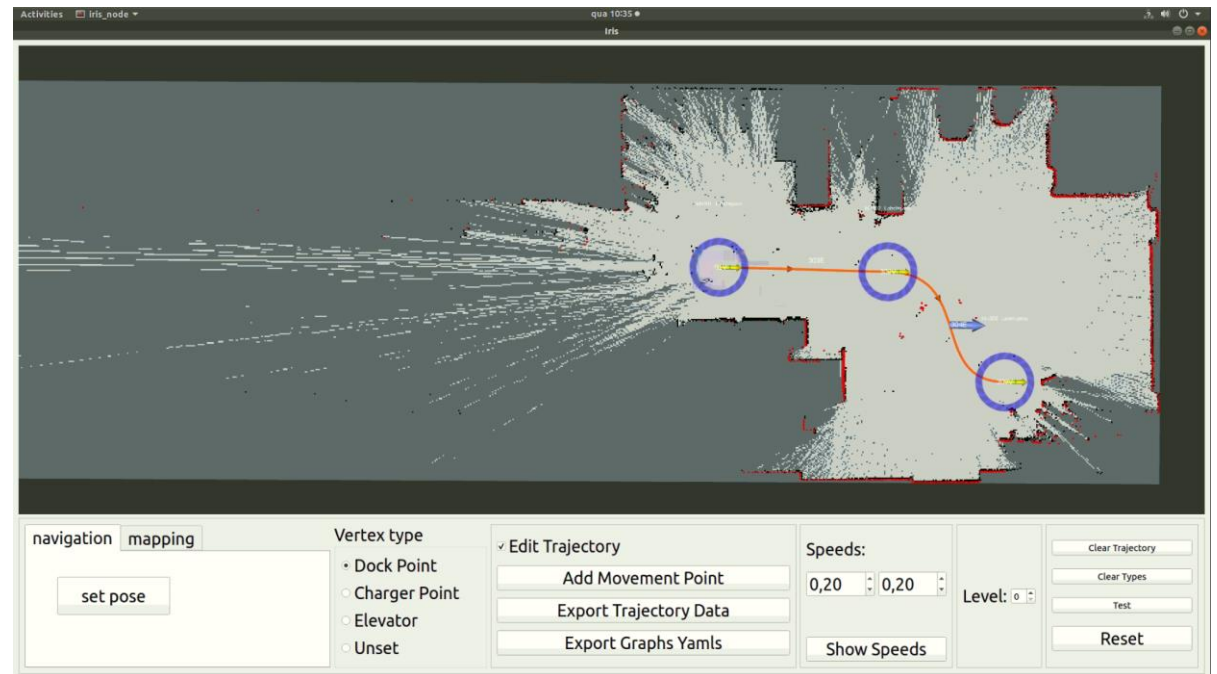 Activities iris_node qua 10:35
Iris
navigation mapping
set pose
Vertex type
Dock Point
Charger Point
Elevator
Unset
Edit Trajectory
Add Movement Point
Export Trajectory Data
Export Graphs Yamls
Speeds:
0,20 0,20
Show Speeds
Level: 0
Clear Trajectory
Clear Types
Test
Reset